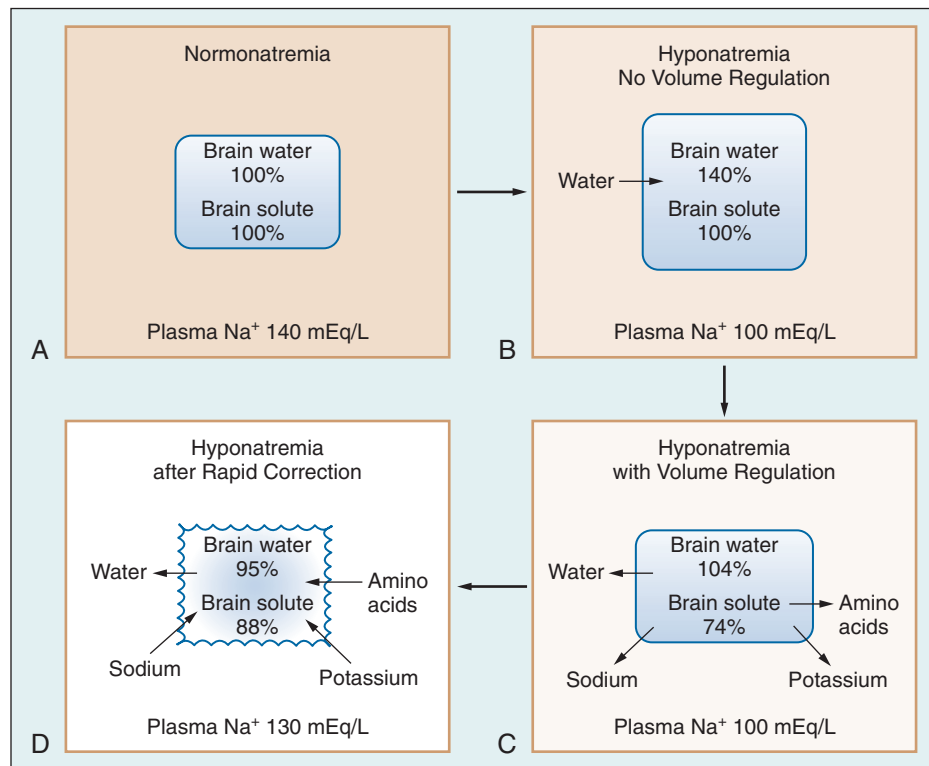 Normonatremia
Brain water
100%
Brain solute
100%
Plasma Na⁺ 140 mEq/L
A
Hyponatremia
No Volume Regulation
Water
Brain water
140%
Brain solute
100%
Plasma Na⁺ 100 mEq/L
B
Hyponatremia
with Volume Regulation
Brain water
104%
Water
Brain solute
74%
Amino
acids
Sodium
Potassium
Plasma Na⁺ 100 mEq/L
C
Hyponatremia
after Rapid Correction
Brain water
95%
Water
Amino
acids
Brain solute
88%
Sodium
Potassium
Plasma Na⁺ 130 mEq/L
D